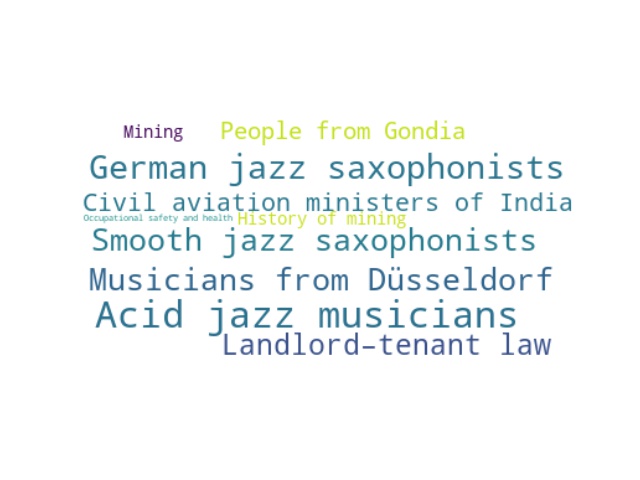 Mining
People from Gondia
German jazz saxophonists
Civil aviation ministers of India
Occupational safety and health
History of mining
Smooth jazz saxophonists
Musicians from Düsseldorf
Acid jazz musicians
Landlord–tenant law